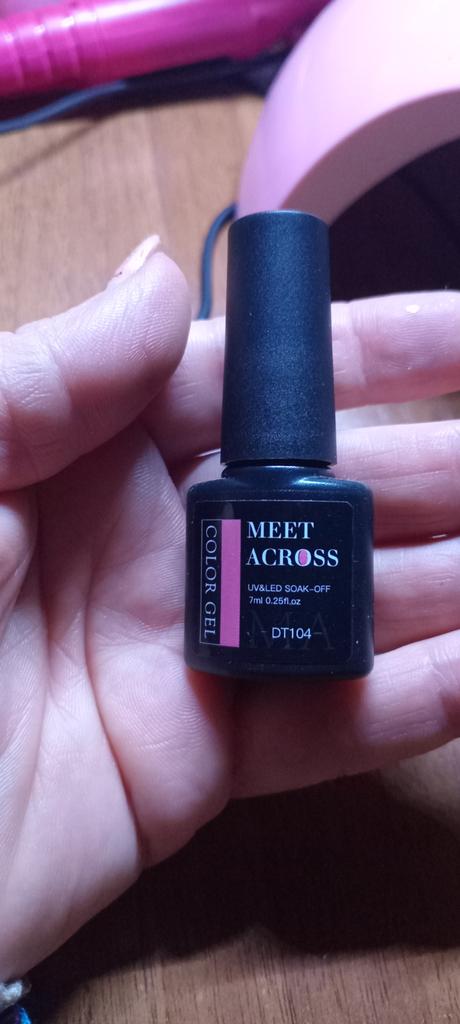 COLOR GEL
MEET
ACROSS
UV&LED SOAK-OFF
7ml 0.25fl.oz
MA
DT104